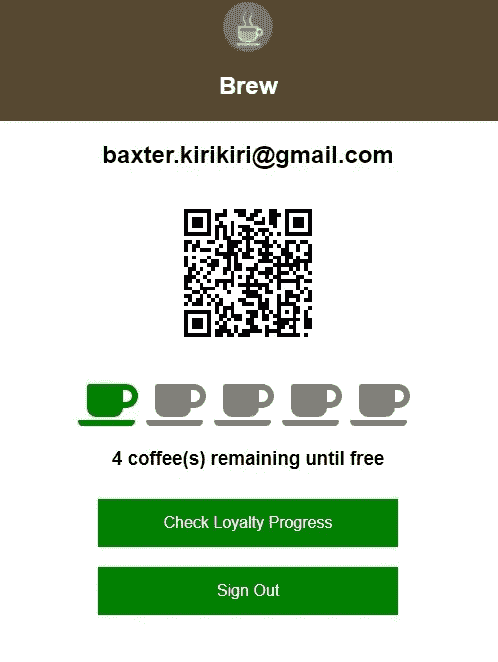 Brew
baxter.kirikiri@gmail.com
4 coffee(s) remaining until free
Check Loyalty Progress
Sign Out